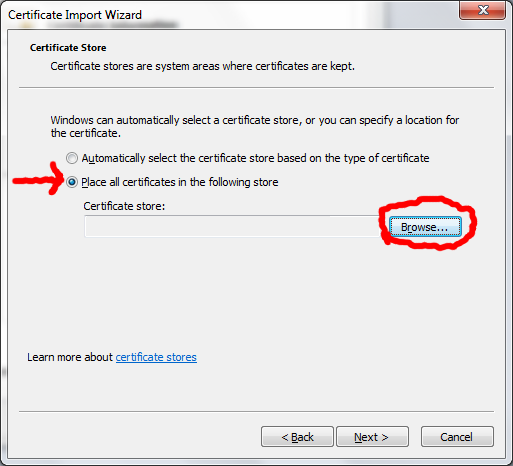 Certificate Import Wizard
Certificate Store
Certificate stores are system areas where certificates are kept.
Windows can automatically select a certificate store, or you can specify a location for
the certificate.
Automatically select the certificate store based on the type of certificate
Place all certificates in the following store
Certificate store:
Browse...
Learn more about certificate stores
< Back
Next >
Cancel